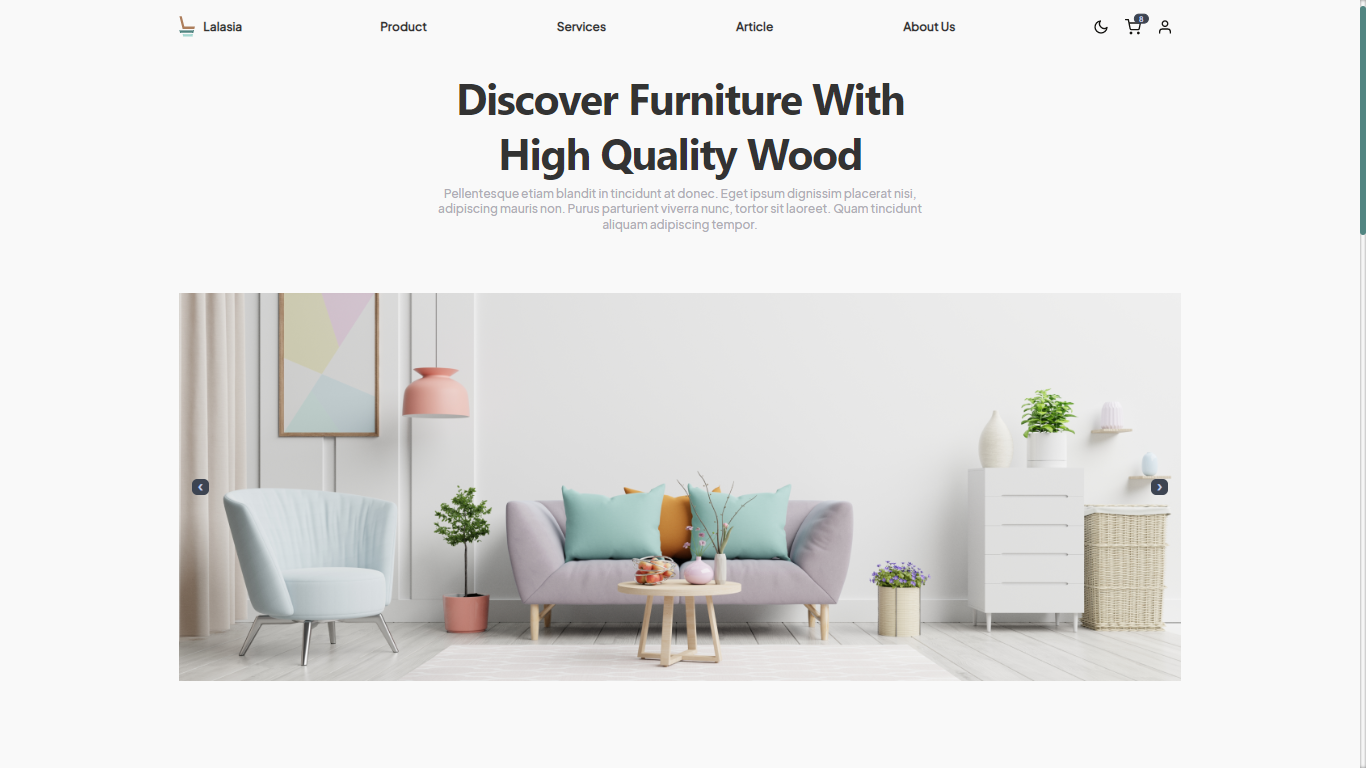 Lalasia
Product
Services
Article
About Us
8
Discover Furniture With
High Quality Wood
Pellentesque etiam blandit in tincidunt at donec. Eget ipsum dignissim placerat nisi,
adipiscing mauris non. Purus parturient viverra nunc, tortor sit laoreet. Quam tincidunt
aliquam adipiscing tempor.